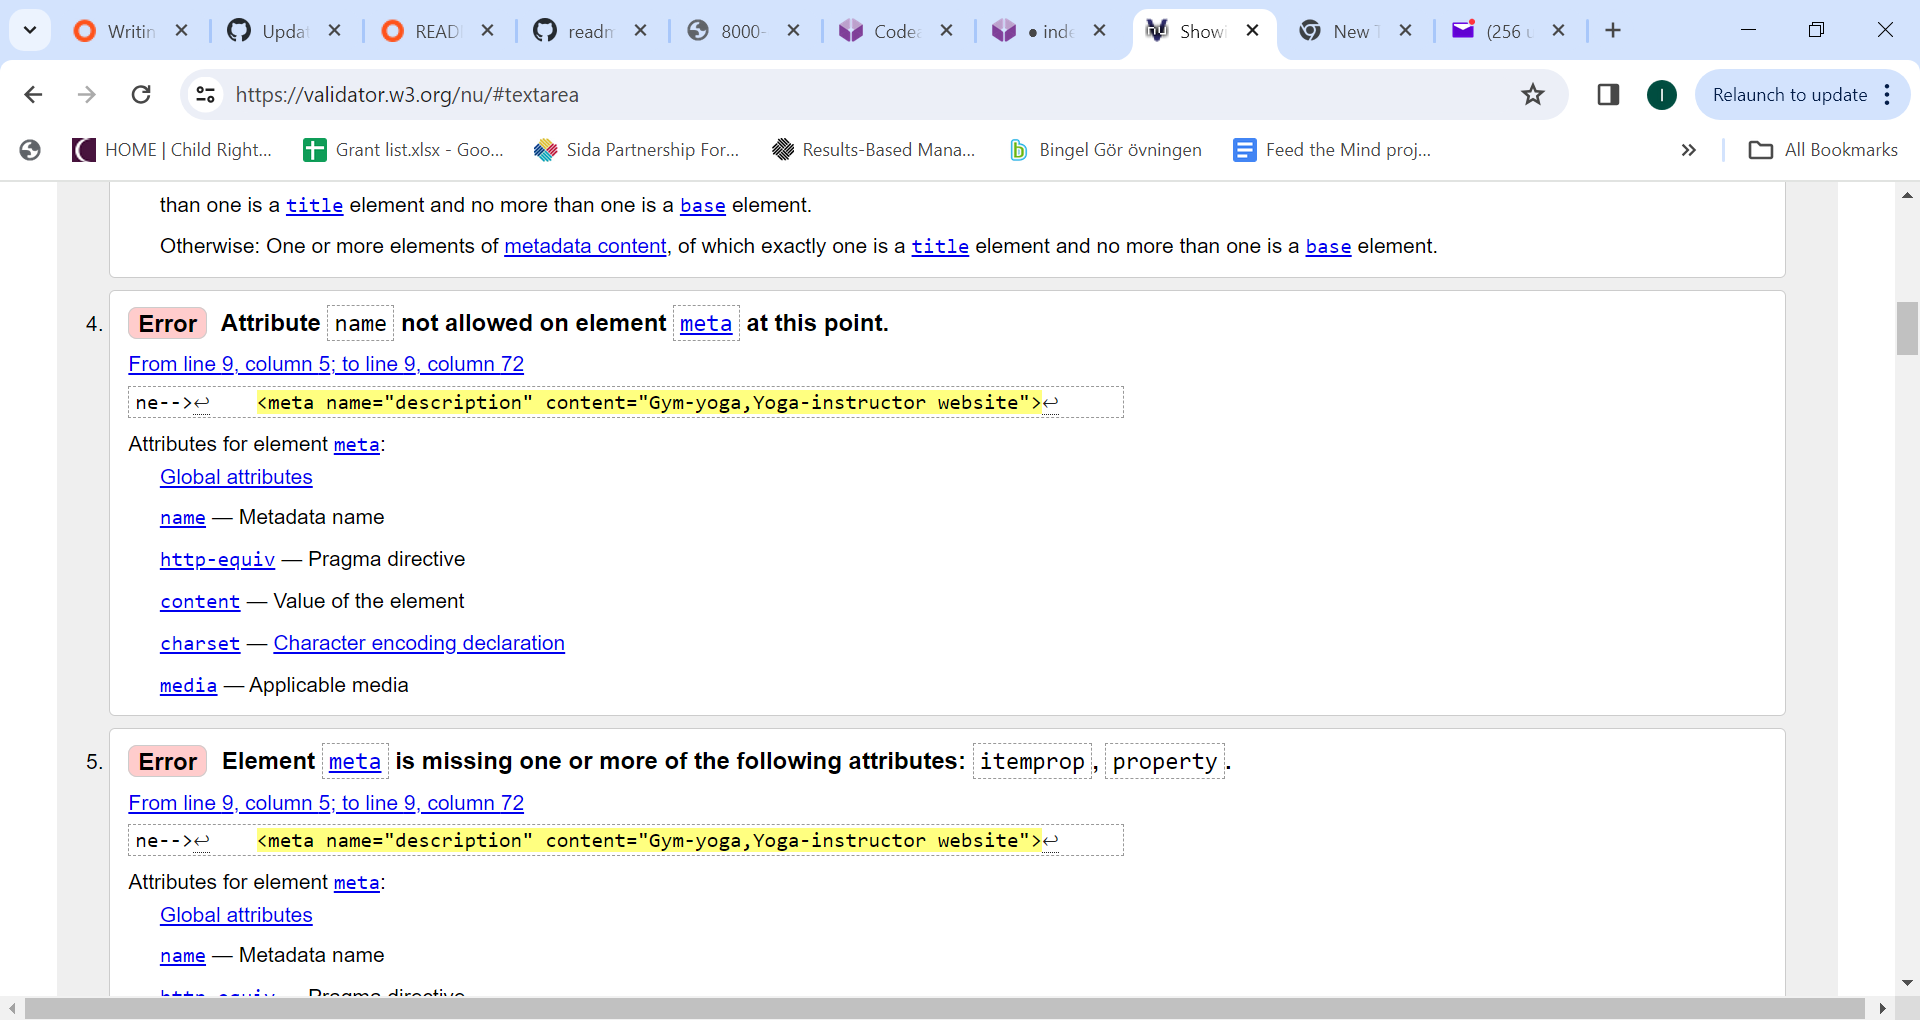 Writin
Updat
READ
readn
8000-
Codea
● inde
Showi
New T
(256 u
https://validator.w3.org/nu/#textarea
I
Relaunch to update
HOME | Child Right...
Grant list.xlsx - Goo...
Sida Partnership For...
Results-Based Mana...
Bingel Gör övningen
Feed the Mind proj...
»
All Bookmarks
than one is a title element and no more than one is a base element.
Otherwise: One or more elements of metadata content, of which exactly one is a title element and no more than one is a base element.
4. Error Attribute name not allowed on element meta at this point.
From line 9, column 5; to line 9, column 72
ne-->↩ <meta name="description" content="Gym-yoga,Yoga-instructor website">↩
Attributes for element meta:
Global attributes
name — Metadata name
http-equiv — Pragma directive
content — Value of the element
charset — Character encoding declaration
media — Applicable media
5. Error Element meta is missing one or more of the following attributes: itemprop, property.
From line 9, column 5; to line 9, column 72
ne-->↩ <meta name="description" content="Gym-yoga,Yoga-instructor website">↩
Attributes for element meta:
Global attributes
name — Metadata name
http-equiv — Pragma directive